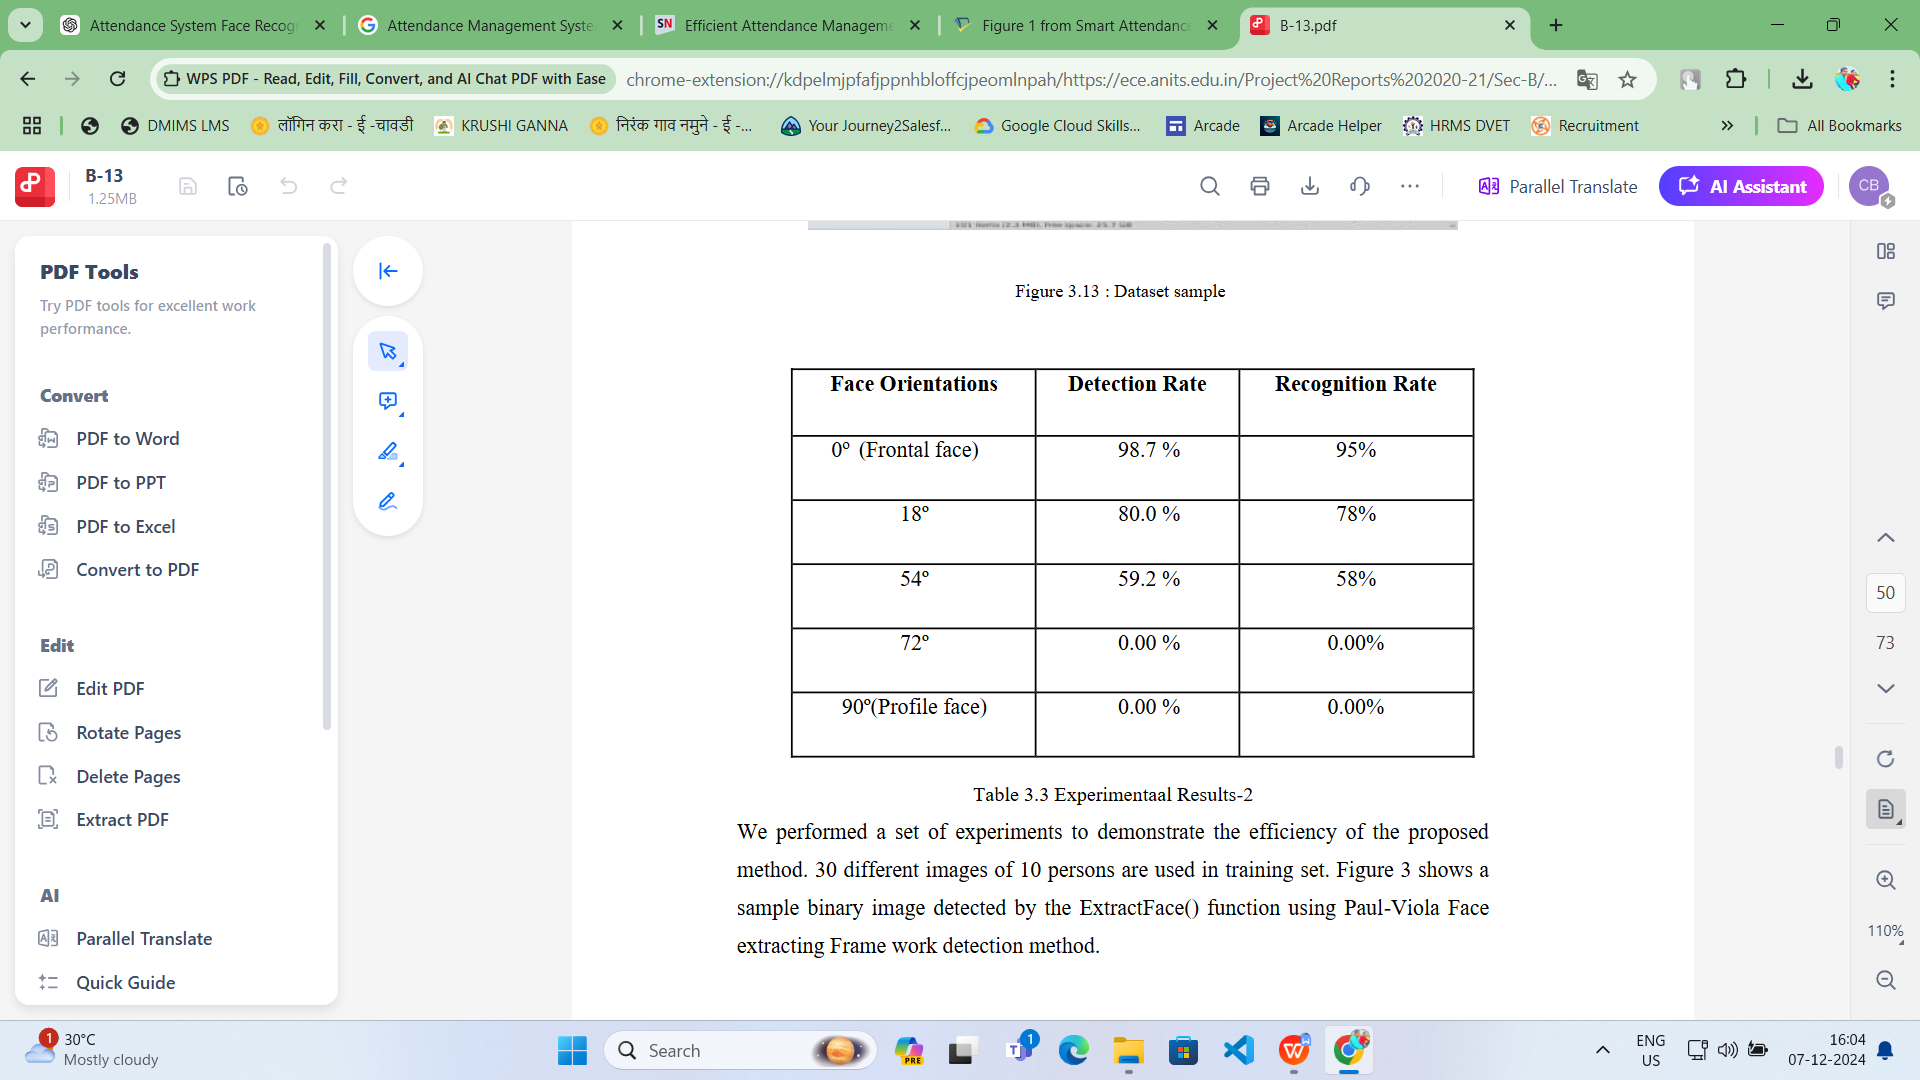 Attendance System Face Recogn
Attendance Management Syste
SN
Efficient Attendance Manageme
Figure 1 from Smart Attendance
B-13.pdf
WPS PDF - Read, Edit, Fill, Convert, and AI Chat PDF with Ease
chrome-extension://kdpelmjpfafjppnhbloffcjpeomlnpah/https://ece.anits.edu.in/Project%20Reports%202020-21/Sec-B/...
DMIMS LMS
लॉगिन करा - ई -चावडी
KRUSHI GANNA
निरंक गाव नमुने - ई -...
Your Journey2Salesf...
Google Cloud Skills...
Arcade
Arcade Helper
HRMS DVET
Recruitment
All Bookmarks
B-13
1.25MB
Parallel Translate
AI Assistant
CB
PDF Tools
Try PDF tools for excellent work
performance.
Convert
PDF to Word
PDF to PPT
PDF to Excel
Convert to PDF
Edit
Edit PDF
Rotate Pages
Delete Pages
Extract PDF
AI
Parallel Translate
Quick Guide
Figure 3.13 : Dataset sample
Face Orientations Detection Rate Recognition Rate
0° (Frontal face) 98.7 % 95%
18° 80.0 % 78%
54° 59.2 % 58%
72° 0.00 % 0.00%
90°(Profile face) 0.00 % 0.00%
Table 3.3 Experimentaal Results-2
We performed a set of experiments to demonstrate the efficiency of the proposed
method. 30 different images of 10 persons are used in training set. Figure 3 shows a
sample binary image detected by the ExtractFace() function using Paul-Viola Face
extracting Frame work detection method.
50
73
110%
1
30°C
Mostly cloudy
Search
PRE
1
ENG
US
16:04
07-12-2024